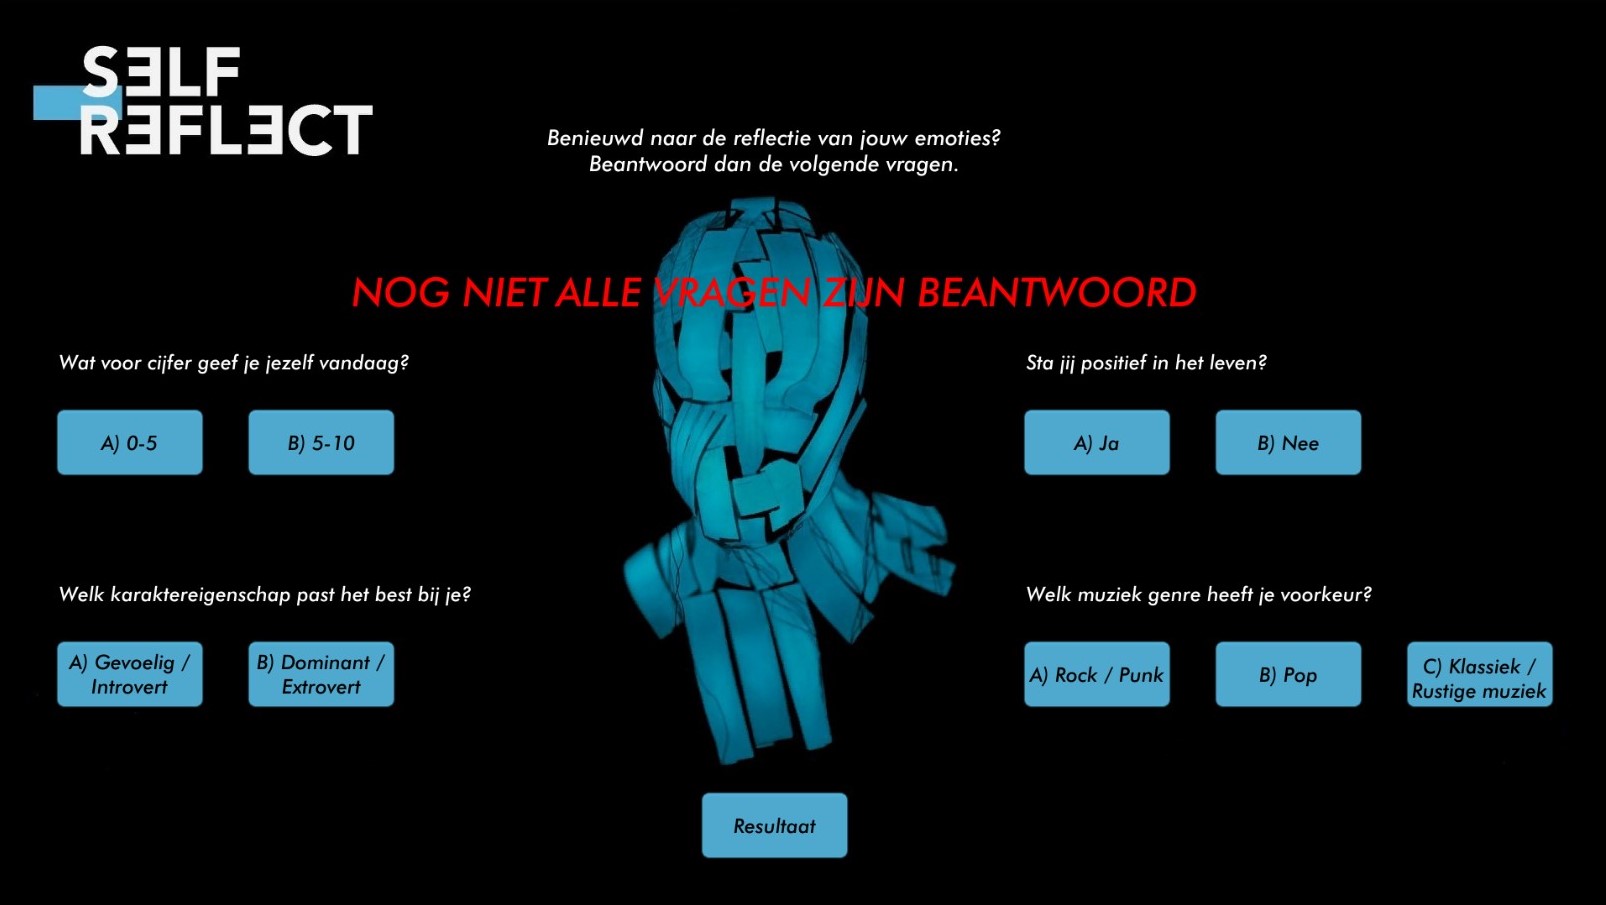 SELF
REFLECT
Benieuwd naar de reflectie van jouw emoties?
Beantwoord dan de volgende vragen.
NOG NIET ALLE VRAGEN ZIJN BEANTWOORD
Wat voor cijfer geef je jezelf vandaag?
A) 0-5
B) 5-10
Sta jij positief in het leven?
A) Ja
B) Nee
Welk karaktereigenschap past het best bij je?
A) Gevoelig /
Introvert
B) Dominant /
Extrovert
Welk muziek genre heeft je voorkeur?
A) Rock / Punk
B) Pop
C) Klassiek /
Rustige muziek
Resultaat